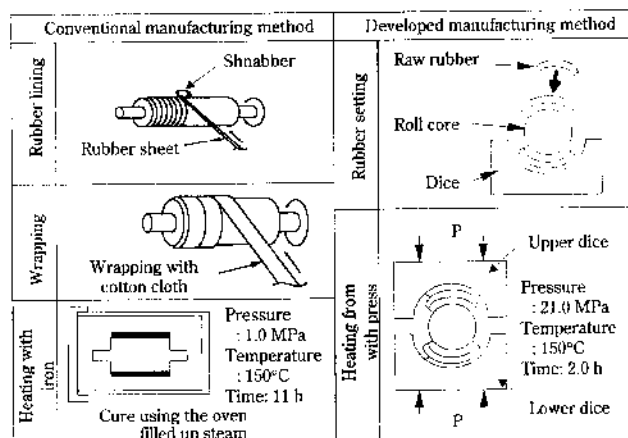 Conventional manufacturing method
Developed manufacturing method
Rubber lining
Shnabber
Rubber sheet
Wrapping
Wrapping with
cotton cloth
Heating with
iron
Pressure
: 1.0 MPa
Temperature
: 150°C
Time: 11 h
Cure using the oven
filled up steam
Rubber setting
Raw rubber
Roll core
Dice
Heating from
with press
P
Upper dice
Pressure
: 21.0 MPa
Temperature
: 150°C
Time: 2.0 h
P
Lower dice